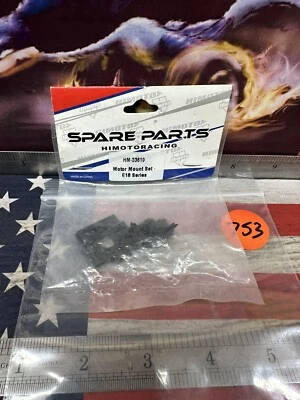 SPARE PARTS
HIMOTORACING
HM-23610
Motor Mount Set
E18 Series
753
1 2 3 4 5